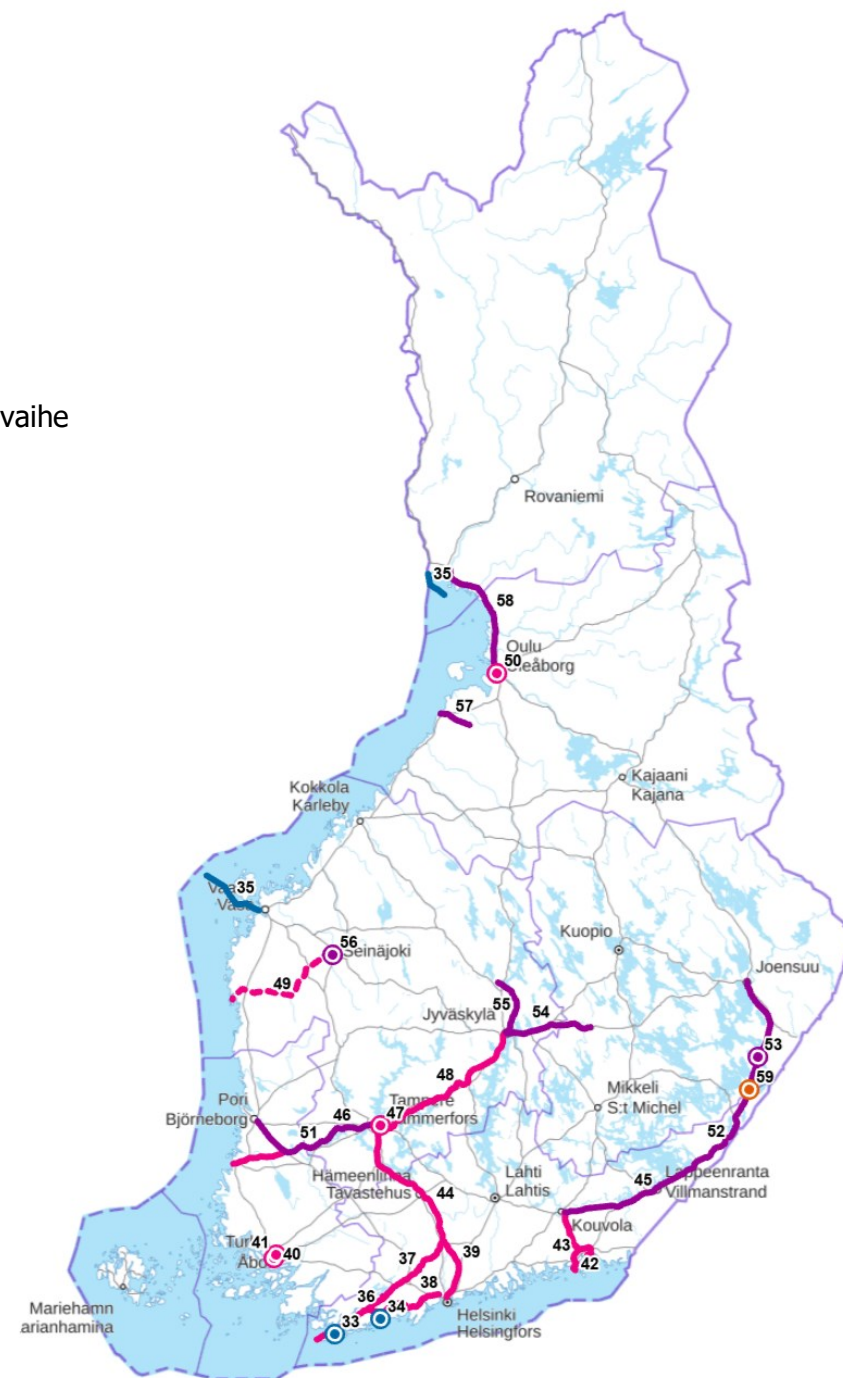 vaihe
Rovaniemi
35
58
Oulu
50
57
Kajaani
Kajana
Kokkola
Karleby
35
56
Seinäjoki
49
Kuopio
Joensuu
Jyväskylä
55
54
53
59
48
Mikkeli
S:t Michel
Pori
Björneborg
46
47
Tampere
51
52
Hämeenlinna
Tavastehus
44
Lahti
Lahtis
45
Lappeenranta
Villmanstrand
Kouvola
43
42
41
40
37
39
38
36
34
33
Helsinki
Helsingfors
Mariehamn
arianhamina